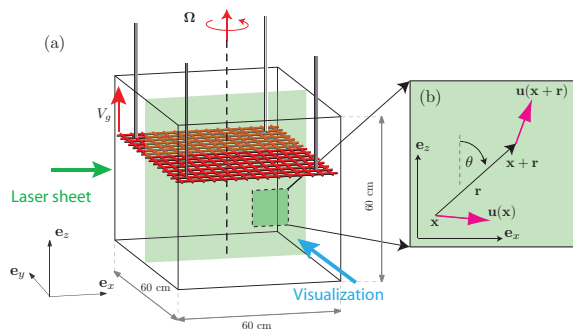 Ω
(a)
V_g
Laser sheet
e_z
e_y
e_x
60 cm
60 cm
60 cm
Visualization
(b)
u(x + r)
e_z
θ
x + r
r
x
u(x)
e_x